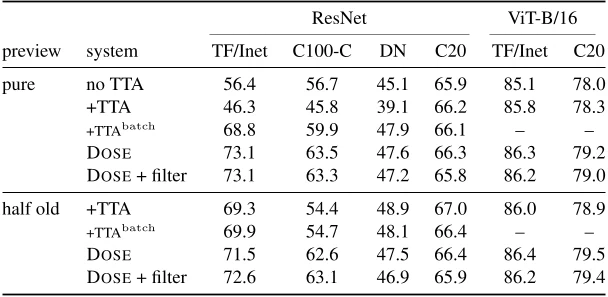 ResNet ViT-B/16
preview system TF/Inet C100-C DN C20 TF/Inet C20
pure no TTA 56.4 56.7 45.1 65.9 85.1 78.0
+TTA 46.3 45.8 39.1 66.2 85.8 78.3
+TTAbatch 68.8 59.9 47.9 66.1 – –
DOSE 73.1 63.5 47.6 66.3 86.3 79.2
DOSE + filter 73.1 63.3 47.2 65.8 86.2 79.0
half old +TTA 69.3 54.4 48.9 67.0 86.0 78.9
+TTAbatch 69.9 54.7 48.1 66.4 – –
DOSE 71.5 62.6 47.5 66.4 86.4 79.5
DOSE + filter 72.6 63.1 46.9 65.9 86.2 79.4